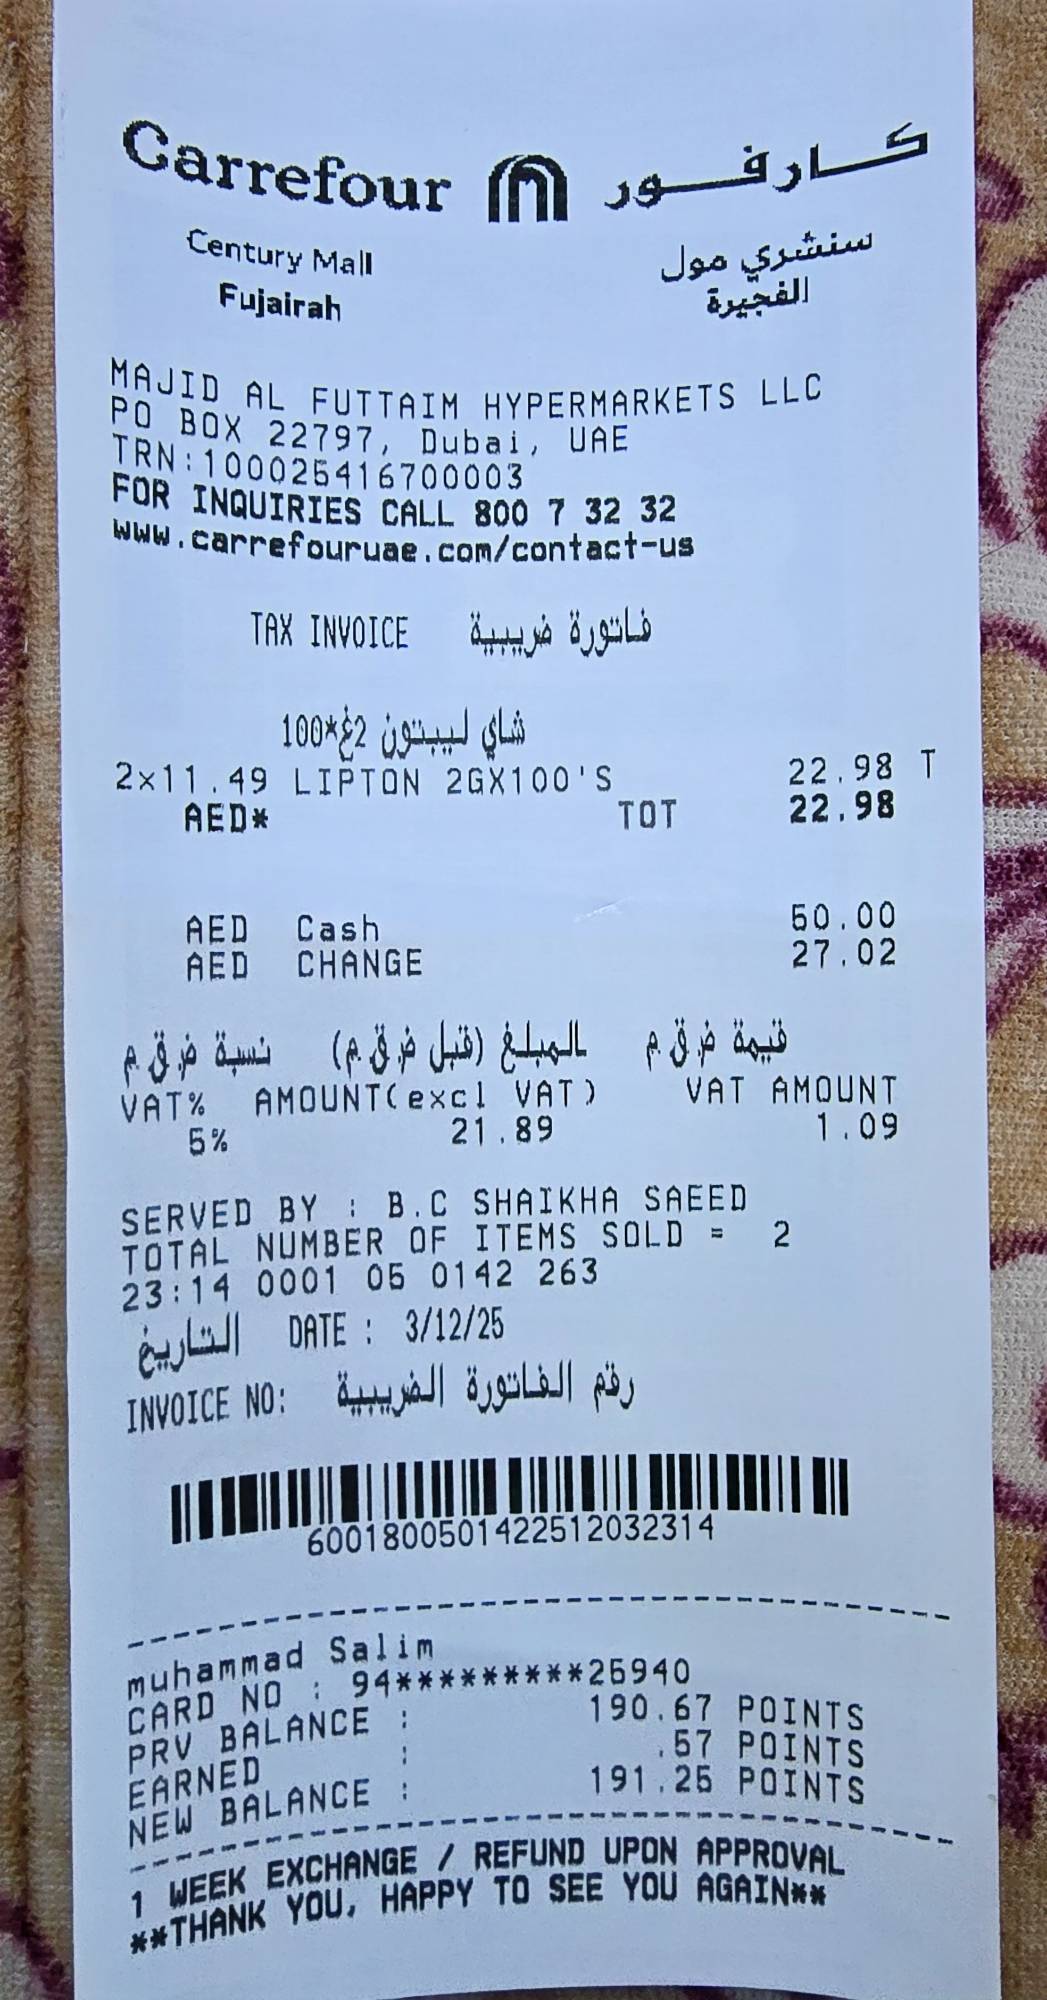 Carrefour كارفور
Century Mall سنشري مول
Fujairah الفجيرة
MAJID AL FUTTAIM HYPERMARKETS LLC
PO BOX 22797, Dubai, UAE
TRN:100025416700003
FOR INQUIRIES CALL 800 7 32 32
www.carrefouruae.com/contact-us
TAX INVOICE فاتورة ضريبية
شاي ليبتون 2غ*100
2x11.49 LIPTON 2GX100'S 22.98 T
AED* TOT 22.98
AED Cash 50.00
AED CHANGE 27.02
نسبة ض ق م المبلغ (قبل ض ق م) قيمة ض ق م
VAT% AMOUNT(excl VAT) VAT AMOUNT
5% 21.89 1.09
SERVED BY : B.C SHAIKHA SAEED
TOTAL NUMBER OF ITEMS SOLD = 2
23:14 0001 05 0142 263
التاريخ DATE : 3/12/25
INVOICE NO: رقم الفاتورة الضريبية
6001800501422512032314
muhammad Salim
CARD NO : 94*********25940
PRV BALANCE : 190.67 POINTS
EARNED : .57 POINTS
NEW BALANCE : 191.25 POINTS
1 WEEK EXCHANGE / REFUND UPON APPROVAL
**THANK YOU, HAPPY TO SEE YOU AGAIN**